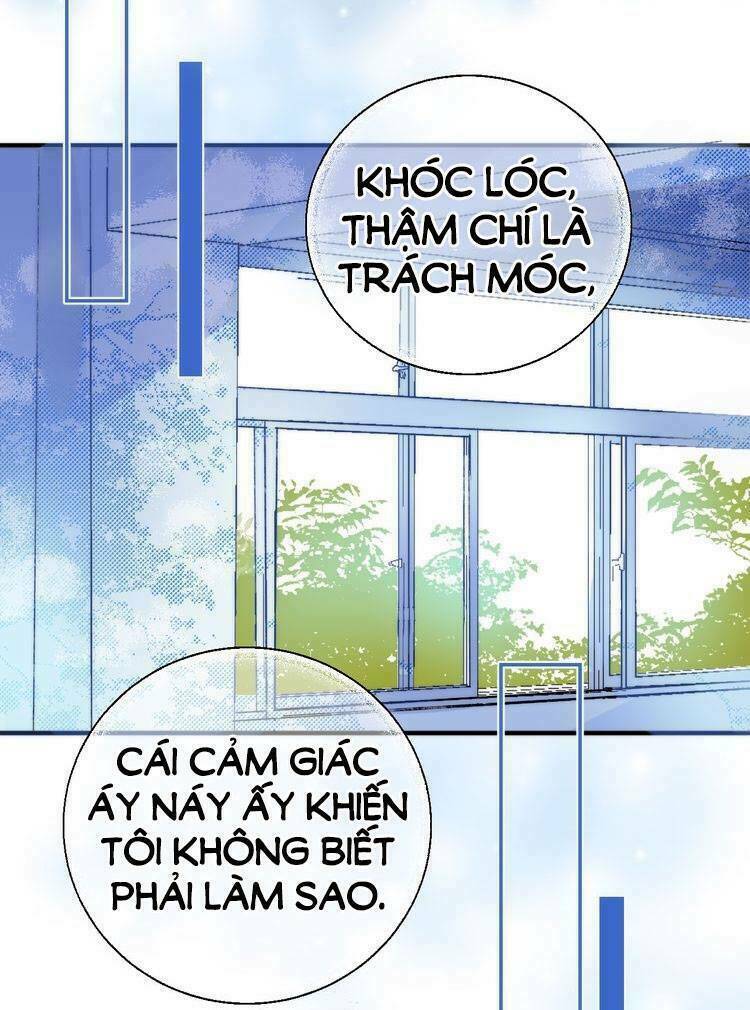 KHÓC LÓC,
THẬM CHÍ LÀ
TRÁCH MÓC,
CÁI CẢM GIÁC
ÁY NÁY ẤY KHIẾN
TÔI KHÔNG BIẾT
PHẢI LÀM SAO.